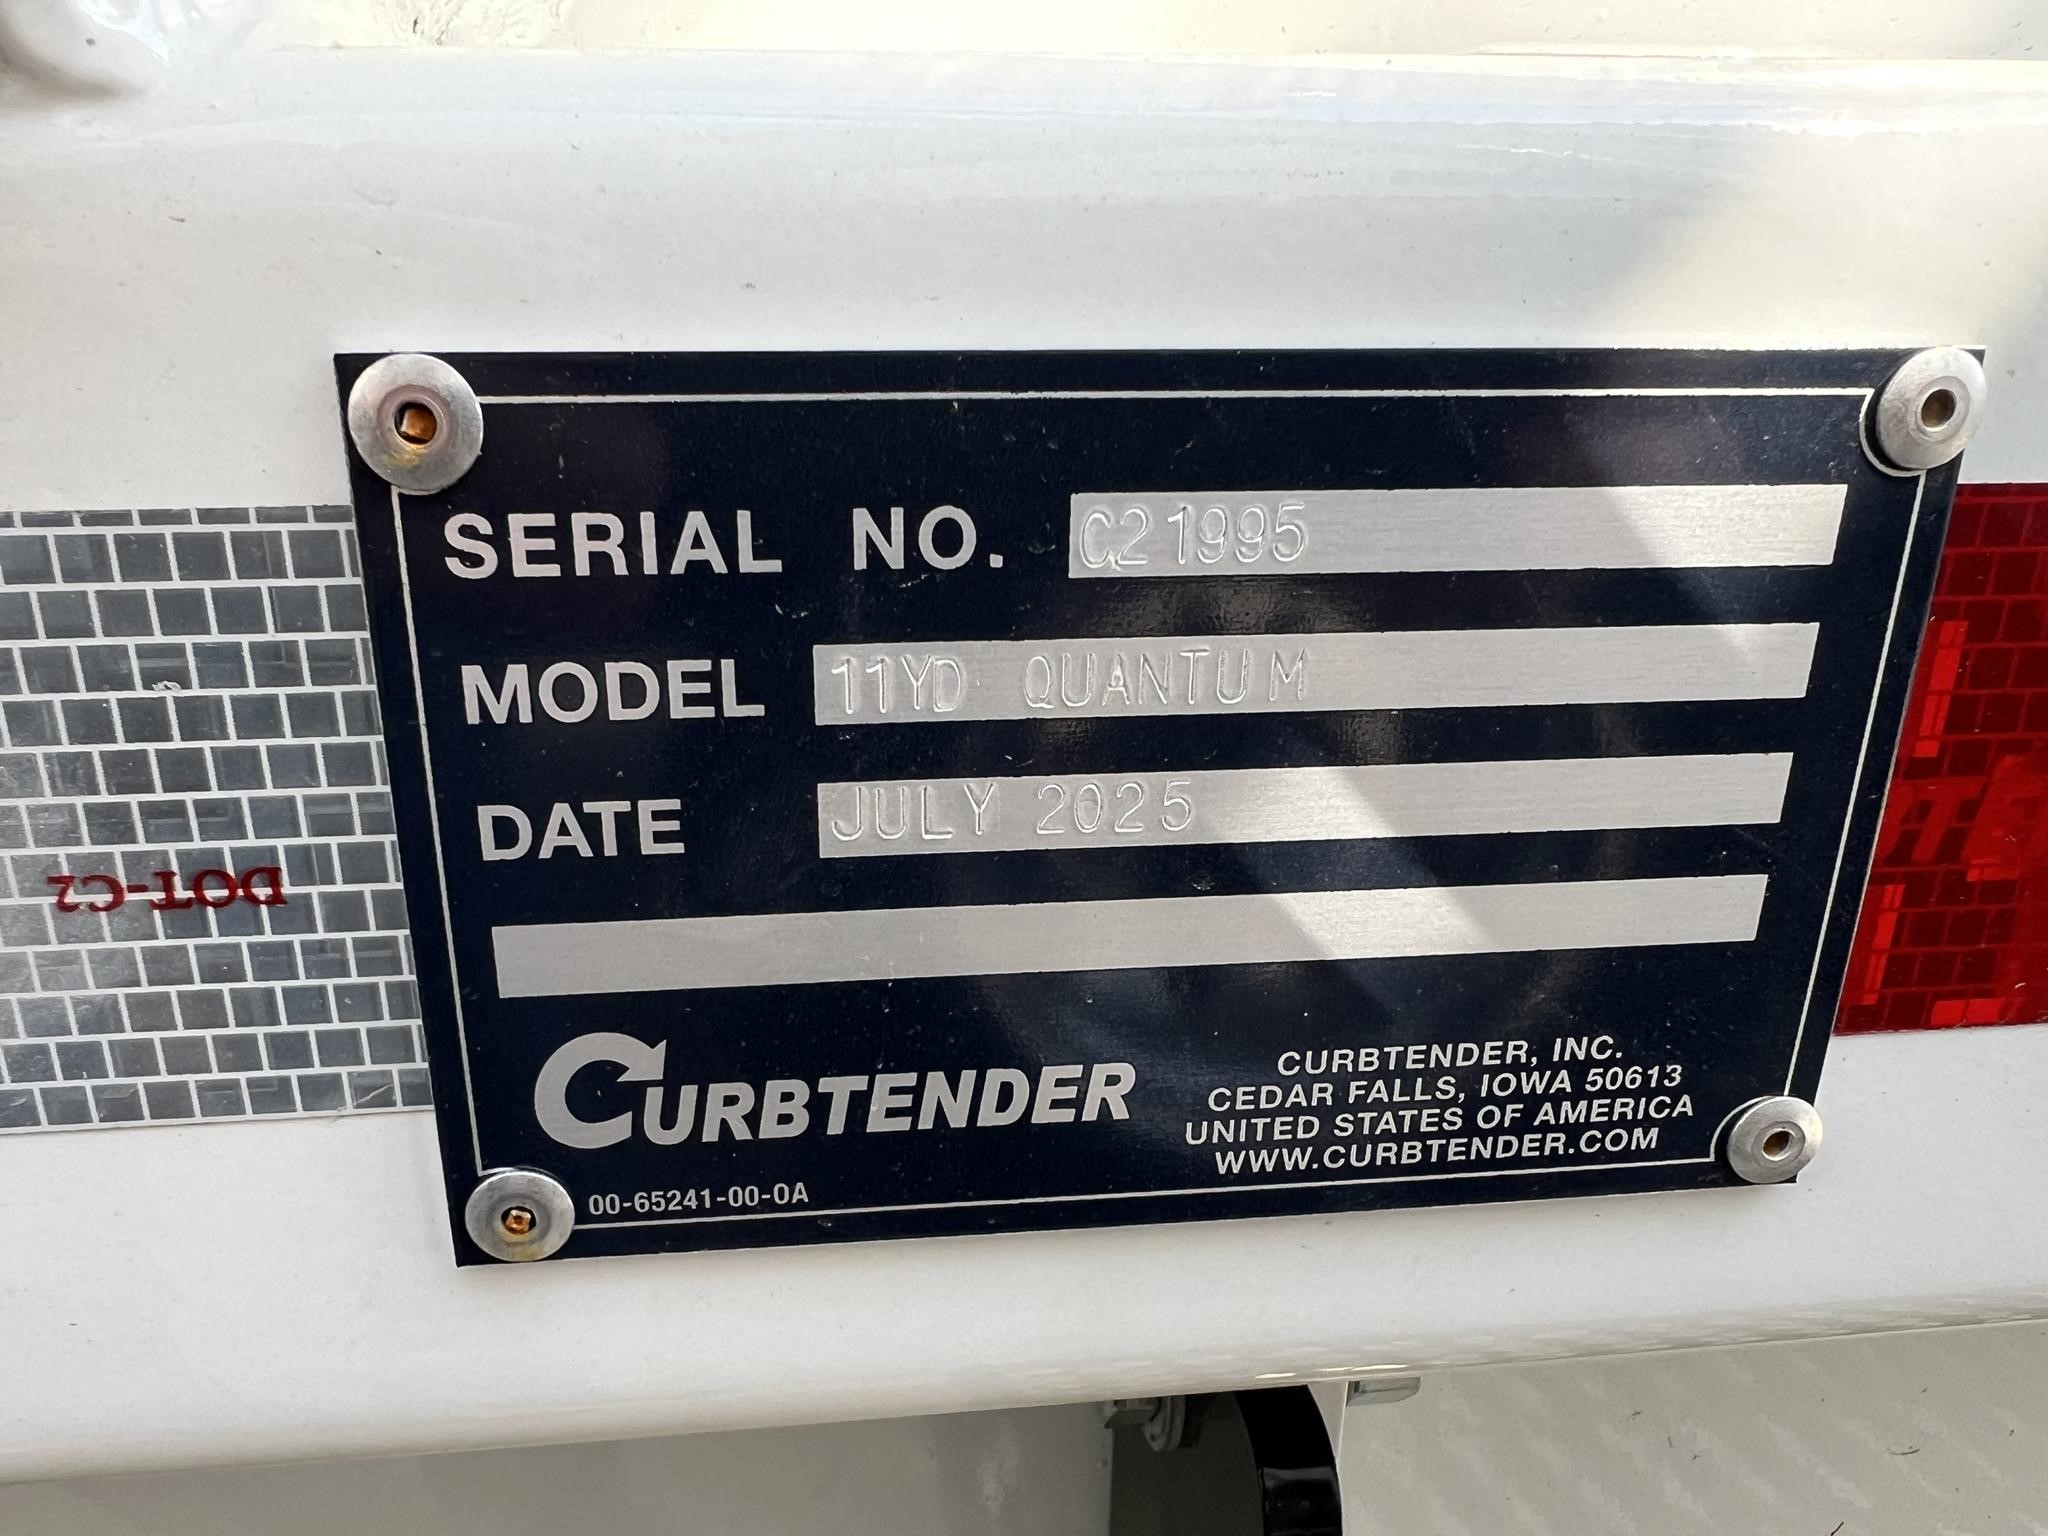 SERIAL NO. C21995
MODEL 11YD QUANTUM
DATE JULY 2025
DOT-C2
CURBTENDER
CURBTENDER, INC.
CEDAR FALLS, IOWA 50613
UNITED STATES OF AMERICA
WWW.CURBTENDER.COM
00-65241-00-0A